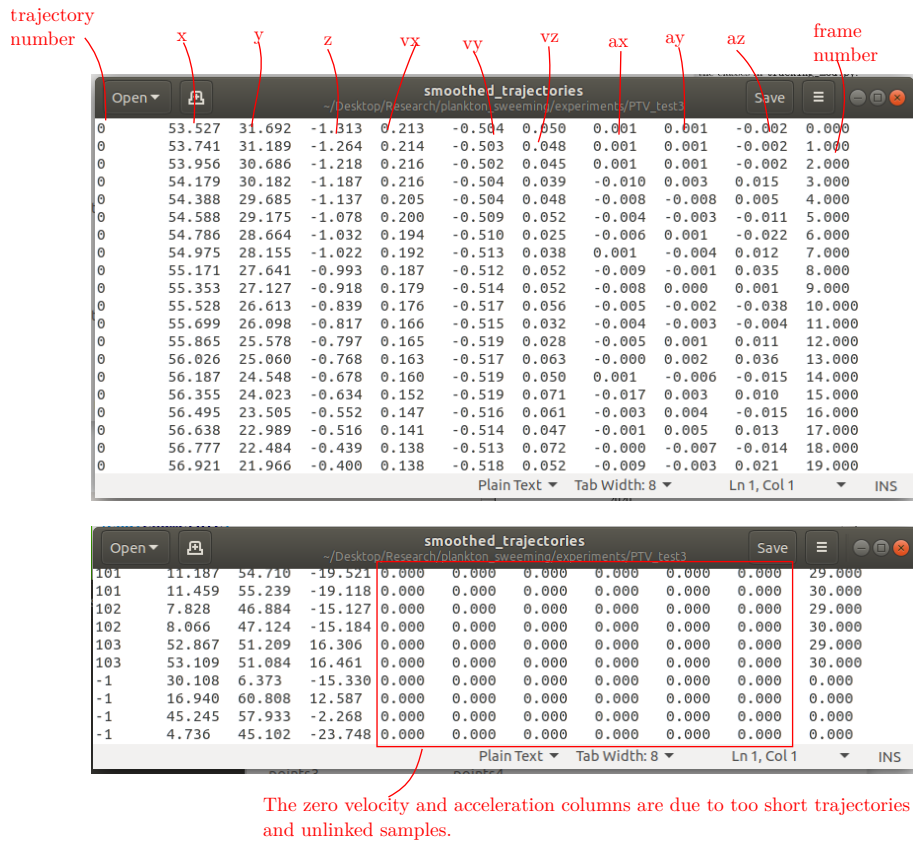 trajectory
number
x
y
z
vx
vy
vz
ax
ay
az
frame
number
Open
smoothed_trajectories
~/Desktop/Research/plankton_sweeming/experiments/PTV_test3
Save
0 53.527 31.692 -1.313 0.213 -0.504 0.050 0.001 0.001 -0.002 0.000
0 53.741 31.189 -1.264 0.214 -0.503 0.048 0.001 0.001 -0.002 1.000
0 53.956 30.686 -1.218 0.216 -0.502 0.045 0.001 0.001 -0.002 2.000
0 54.179 30.182 -1.187 0.216 -0.504 0.039 -0.010 0.003 0.015 3.000
0 54.388 29.685 -1.137 0.205 -0.504 0.048 -0.008 -0.008 0.005 4.000
0 54.588 29.175 -1.078 0.200 -0.509 0.052 -0.004 -0.003 -0.011 5.000
0 54.786 28.664 -1.032 0.194 -0.510 0.025 -0.006 0.001 -0.022 6.000
0 54.975 28.155 -1.022 0.192 -0.513 0.038 0.001 -0.004 0.012 7.000
0 55.171 27.641 -0.993 0.187 -0.512 0.052 -0.009 -0.001 0.035 8.000
0 55.353 27.127 -0.918 0.179 -0.514 0.052 -0.008 0.000 0.001 9.000
0 55.528 26.613 -0.839 0.176 -0.517 0.056 -0.005 -0.002 -0.038 10.000
0 55.699 26.098 -0.817 0.166 -0.515 0.032 -0.004 -0.003 -0.004 11.000
0 55.865 25.578 -0.797 0.165 -0.519 0.028 -0.005 0.001 0.011 12.000
0 56.026 25.060 -0.768 0.163 -0.517 0.063 -0.000 0.002 0.036 13.000
0 56.187 24.548 -0.678 0.160 -0.519 0.050 0.001 -0.006 -0.015 14.000
0 56.355 24.023 -0.634 0.152 -0.519 0.071 -0.017 0.003 0.010 15.000
0 56.495 23.505 -0.552 0.147 -0.516 0.061 -0.003 0.004 -0.015 16.000
0 56.638 22.989 -0.516 0.141 -0.514 0.047 -0.001 0.005 0.013 17.000
0 56.777 22.484 -0.439 0.138 -0.513 0.072 -0.000 -0.007 -0.014 18.000
0 56.921 21.966 -0.400 0.138 -0.518 0.052 -0.009 -0.003 0.021 19.000
Plain Text Tab Width: 8 Ln 1, Col 1 INS
Open
smoothed_trajectories
~/Desktop/Research/plankton_sweeming/experiments/PTV_test3
Save
101 11.187 54.710 -19.521 0.000 0.000 0.000 0.000 0.000 0.000 29.000
101 11.459 55.239 -19.118 0.000 0.000 0.000 0.000 0.000 0.000 30.000
102 7.828 46.884 -15.127 0.000 0.000 0.000 0.000 0.000 0.000 29.000
102 8.066 47.124 -15.184 0.000 0.000 0.000 0.000 0.000 0.000 30.000
103 52.867 51.209 16.306 0.000 0.000 0.000 0.000 0.000 0.000 29.000
103 53.109 51.084 16.461 0.000 0.000 0.000 0.000 0.000 0.000 30.000
-1 30.108 6.373 -15.330 0.000 0.000 0.000 0.000 0.000 0.000 0.000
-1 16.940 60.808 12.587 0.000 0.000 0.000 0.000 0.000 0.000 0.000
-1 45.245 57.933 -2.268 0.000 0.000 0.000 0.000 0.000 0.000 0.000
-1 4.736 45.102 -23.748 0.000 0.000 0.000 0.000 0.000 0.000 0.000
Plain Text Tab Width: 8 Ln 1, Col 1 INS
The zero velocity and acceleration columns are due to too short trajectories
and unlinked samples.